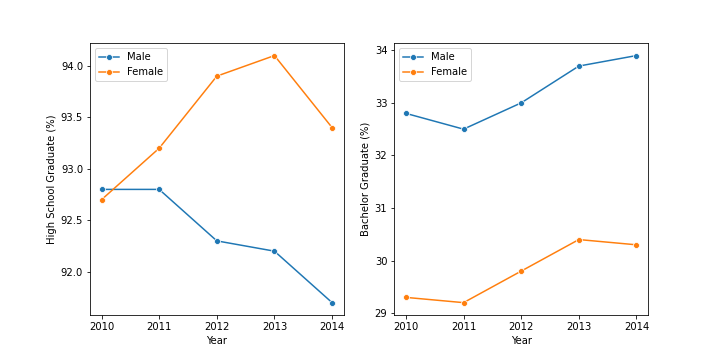 Male
Female
94.0
93.5
93.0
92.5
92.0
High School Graduate (%)
2010 2011 2012 2013 2014
Year
Male
Female
34
33
32
31
30
29
Bachelor Graduate (%)
2010 2011 2012 2013 2014
Year